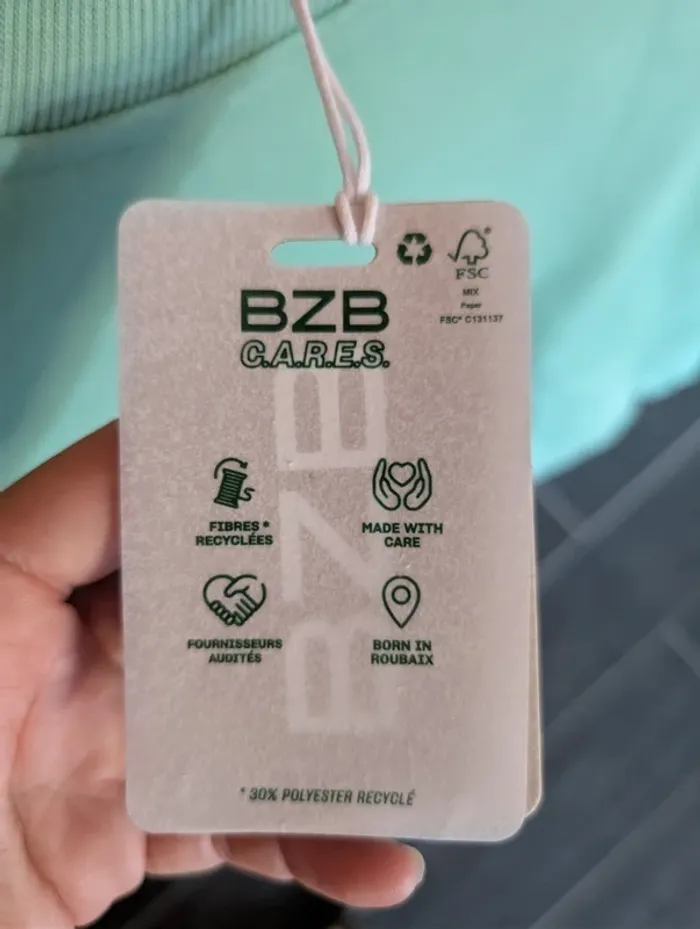 FSC
MIX
Paper
FSC® C131137
BZB
C.A.R.E.S.
BZB
FIBRES *
RECYCLÉES
MADE WITH
CARE
FOURNISSEURS
AUDITÉS
BORN IN
ROUBAIX
* 30% POLYESTER RECYCLÉ